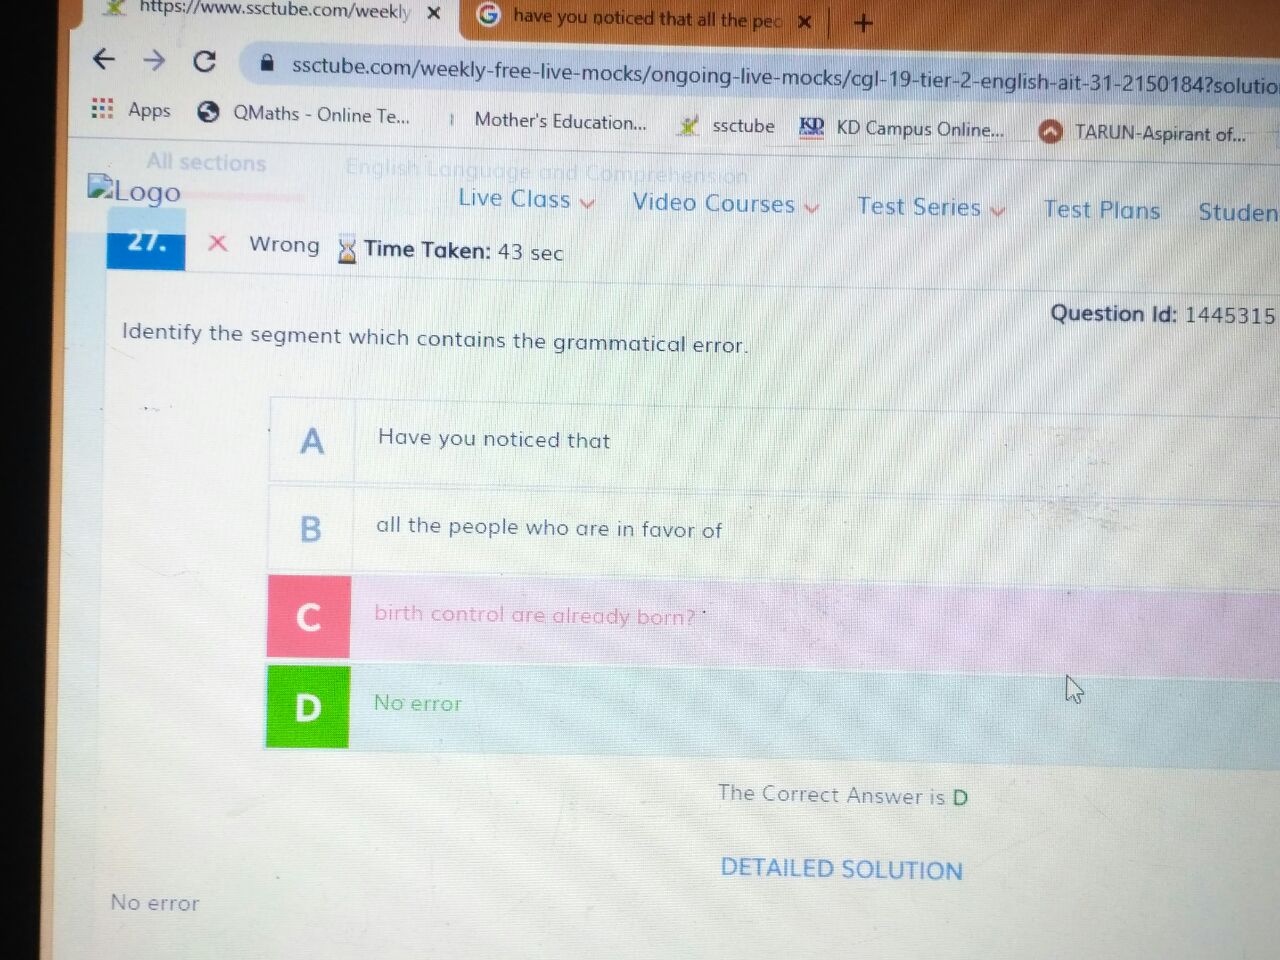 https://www.ssctube.com/weekly
have you noticed that all the peo
ssctube.com/weekly-free-live-mocks/ongoing-live-mocks/cgl-19-tier-2-english-ait-31-2150184?solutio
Apps QMaths - Online Te... Mother's Education... ssctube KD Campus Online... TARUN-Aspirant of...
All sections English Language and Comprehension
Logo Live Class Video Courses Test Series Test Plans Studen
27. Wrong Time Taken: 43 sec
Question Id: 1445315
Identify the segment which contains the grammatical error.
A Have you noticed that
B all the people who are in favor of
C birth control are already born?
D No error
The Correct Answer is D
DETAILED SOLUTION
No error